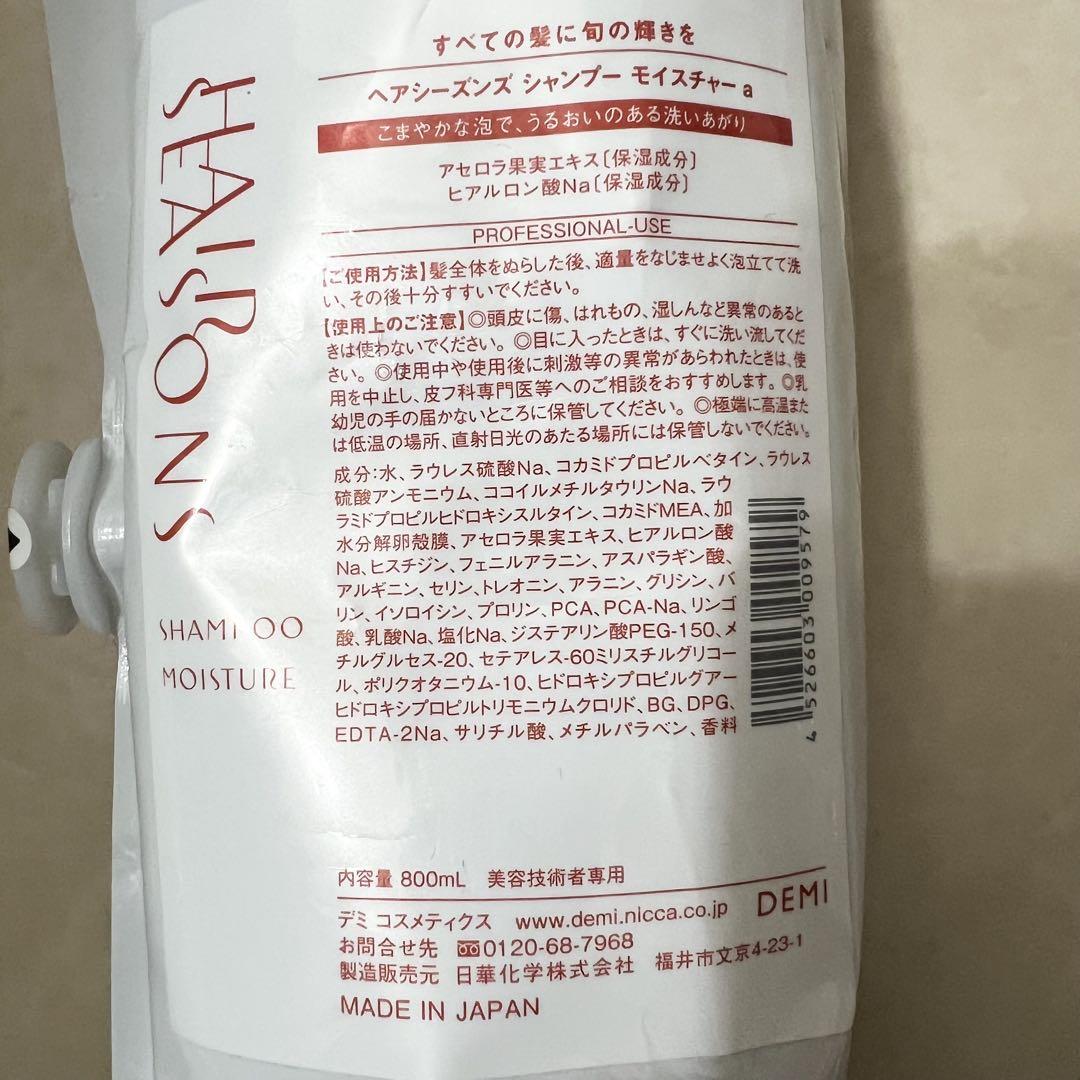 すべての髪に旬の輝きを
ヘアシーズンズ シャンプー モイスチャー a
こまやかな泡で、うるおいのある洗いあがり
アセロラ果実エキス〔保湿成分〕
ヒアルロン酸Na〔保湿成分〕
PROFESSIONAL-USE
【ご使用方法】髪全体をぬらした後、適量をなじませよく泡立てて洗
い、その後十分すすいでください。
【使用上のご注意】◎頭皮に傷、はれもの、湿しんなど異常のあると
きは使わないでください。◎目に入ったときは、すぐに洗い流してくだ
さい。◎使用中や使用後に刺激等の異常があらわれたときは、使
用を中止し、皮フ科専門医等へのご相談をおすすめします。◎乳
幼児の手の届かないところに保管してください。◎極端に高温また
は低温の場所、直射日光のあたる場所には保管しないでください。
成分：水、ラウレス硫酸Na、コカミドプロピルベタイン、ラウレス
硫酸アンモニウム、ココイルメチルタウリンNa、ラウ
ラミドプロピルヒドロキシスルタイン、コカミドMEA、加
水分解卵殻膜、アセロラ果実エキス、ヒアルロン酸
Na、ヒスチジン、フェニルアラニン、アスパラギン酸、
アルギニン、セリン、トレオニン、アラニン、グリシン、バ
リン、イソロイシン、プロリン、PCA、PCA-Na、リンゴ
酸、乳酸Na、塩化Na、ジステアリン酸PEG-150、メ
チルグルセス-20、セテアレス-60ミリスチルグリコー
ル、ポリクオタニウム-10、ヒドロキシプロピルグアー
ヒドロキシプロピルトリモニウムクロリド、BG、DPG、
EDTA-2Na、サリチル酸、メチルパラベン、香料
4 526603 009579
内容量 800mL 美容技術者専用
デミ コスメティクス www.demi.nicca.co.jp DEMI
お問合せ先 0120-68-7968
製造販売元 日華化学株式会社 福井市文京4-23-1
MADE IN JAPAN
HAIR
SEASONS
SHAMPOO
MOISTURE